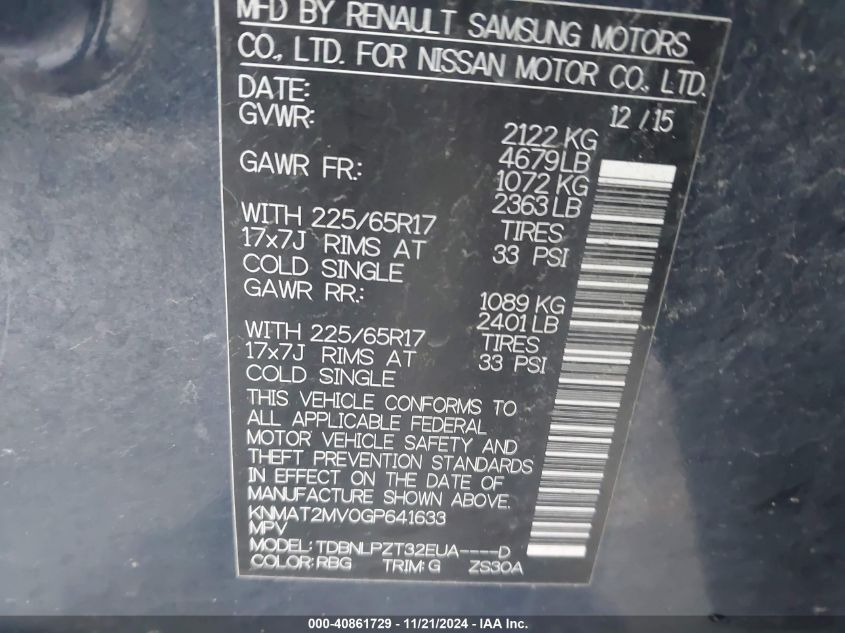 MFD BY RENAULT SAMSUNG MOTORS
CO., LTD. FOR NISSAN MOTOR CO., LTD.
DATE: 12 / 15
GVWR: 2122 KG
4679 LB
GAWR FR.: 1072 KG
2363 LB
WITH 225/65R17 TIRES
17x7J RIMS AT 33 PSI
COLD SINGLE
GAWR RR.: 1089 KG
2401 LB
WITH 225/65R17 TIRES
17x7J RIMS AT 33 PSI
COLD SINGLE
THIS VEHICLE CONFORMS TO
ALL APPLICABLE FEDERAL
MOTOR VEHICLE SAFETY AND
THEFT PREVENTION STANDARDS
IN EFFECT ON THE DATE OF
MANUFACTURE SHOWN ABOVE.
KNMAT2MV0GP641633
MPV
MODEL: TDBNLPZT32EUA----D
COLOR: RBG TRIM: G ZS30A
000-40861729 - 11/21/2024 - IAA Inc.